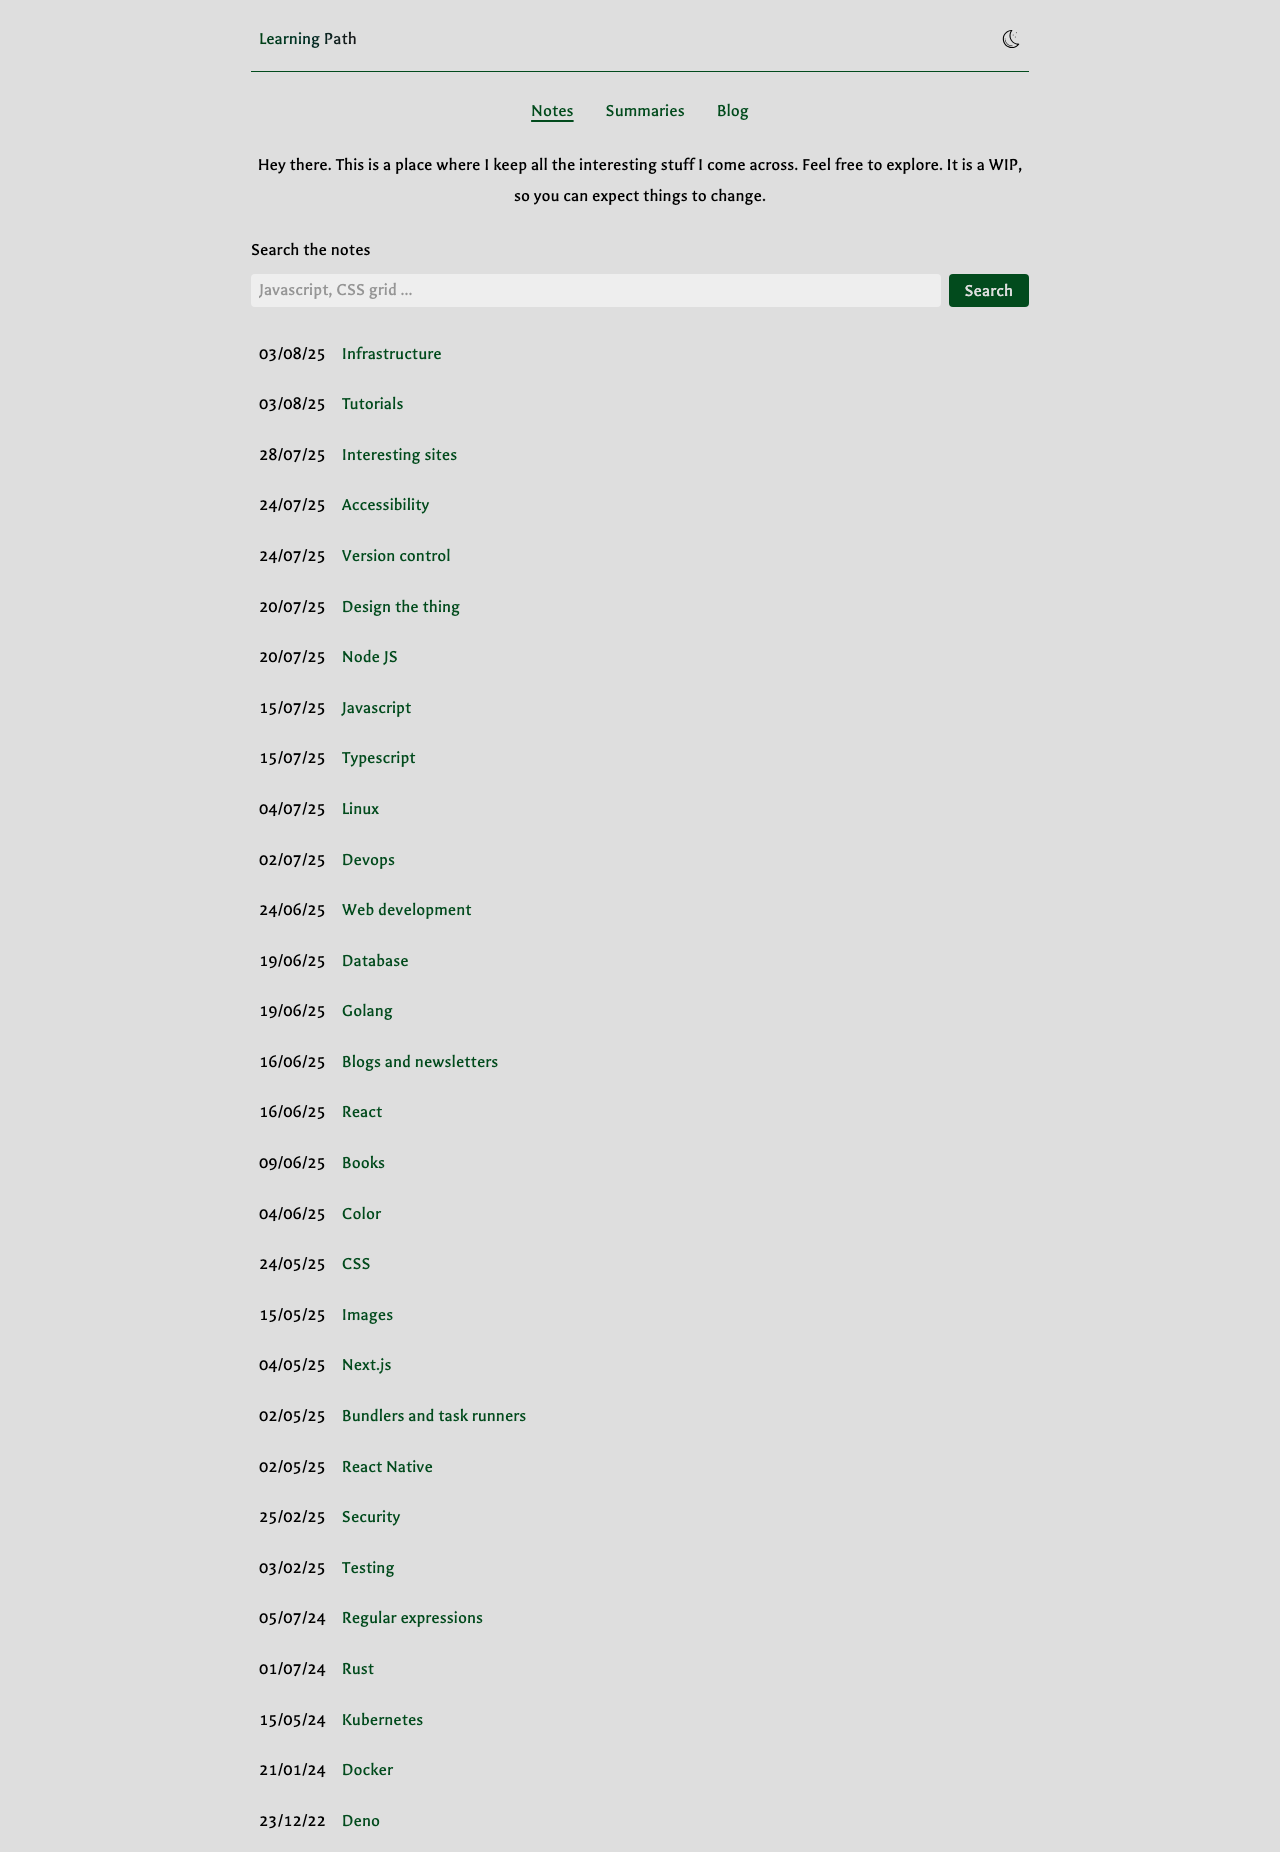 Learning Path
Notes Summaries Blog
Hey there. This is a place where I keep all the interesting stuff I come across. Feel free to explore. It is a WIP,
so you can expect things to change.
Search the notes
Javascript, CSS grid ... Search
03/08/25 Infrastructure
03/08/25 Tutorials
28/07/25 Interesting sites
24/07/25 Accessibility
24/07/25 Version control
20/07/25 Design the thing
20/07/25 Node JS
15/07/25 Javascript
15/07/25 Typescript
04/07/25 Linux
02/07/25 Devops
24/06/25 Web development
19/06/25 Database
19/06/25 Golang
16/06/25 Blogs and newsletters
16/06/25 React
09/06/25 Books
04/06/25 Color
24/05/25 CSS
15/05/25 Images
04/05/25 Next.js
02/05/25 Bundlers and task runners
02/05/25 React Native
25/02/25 Security
03/02/25 Testing
05/07/24 Regular expressions
01/07/24 Rust
15/05/24 Kubernetes
21/01/24 Docker
23/12/22 Deno